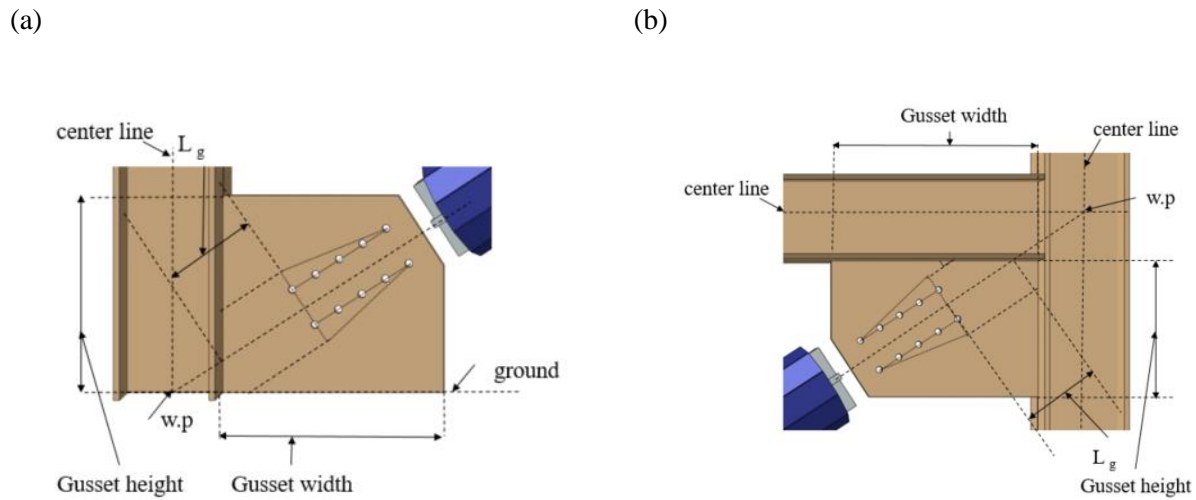 (a)
center line
L g
ground
w.p
Gusset height
Gusset width
(b)
Gusset width
center line
center line
w.p
L g
Gusset height